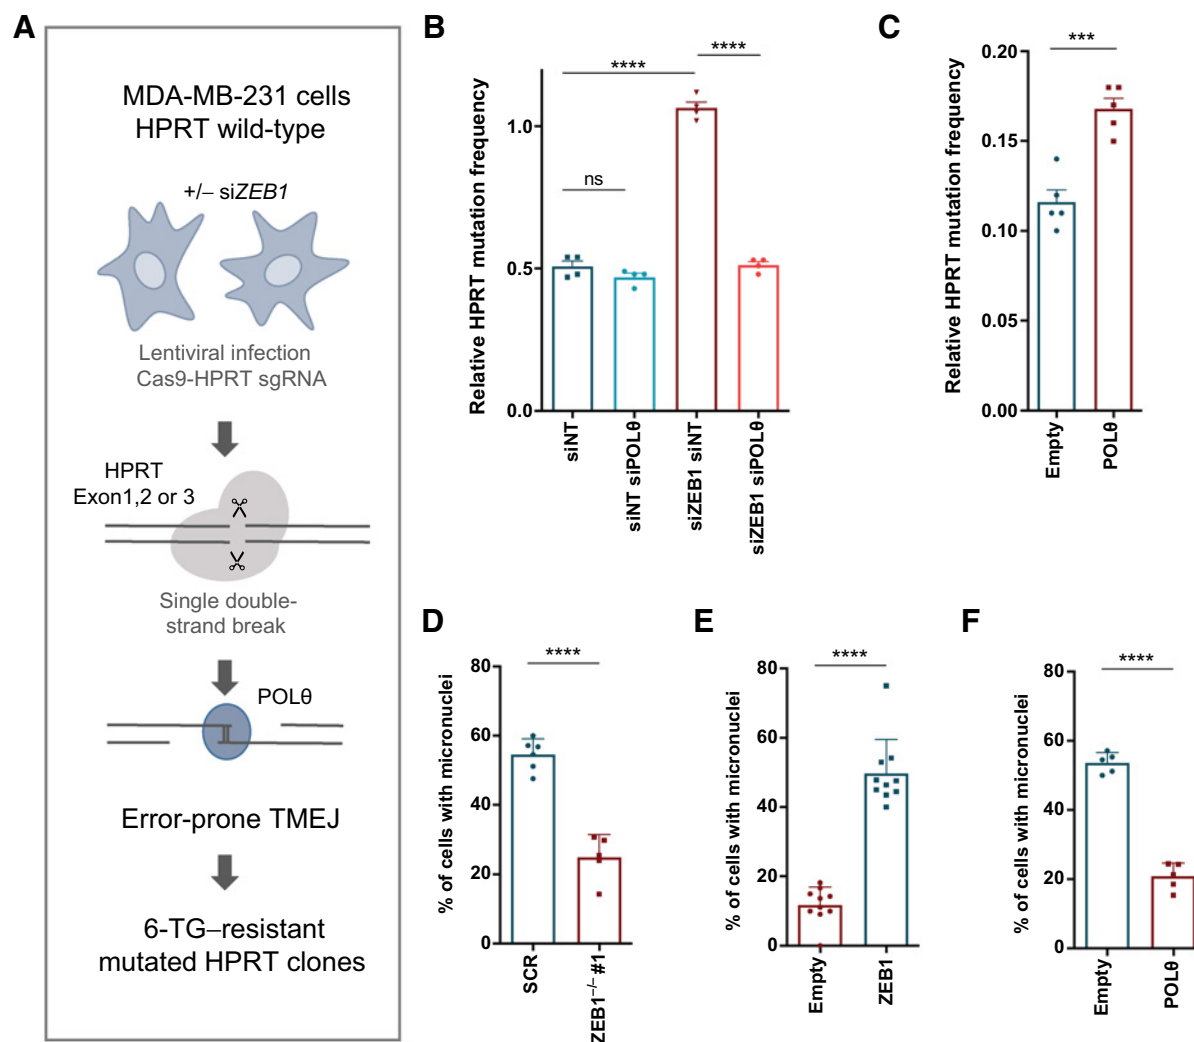 A
MDA-MB-231 cells
HPRT wild-type
+/– siZEB1
Lentiviral infection
Cas9-HPRT sgRNA
HPRT
Exon1,2 or 3
Single double-
strand break
POLθ
Error-prone TMEJ
6-TG–resistant
mutated HPRT clones
B
Relative HPRT mutation frequency
1.0
0.5
0.0
ns
****
****
siNT
siNT siPOLθ
siZEB1 siNT
siZEB1 siPOLθ
C
Relative HPRT mutation frequency
0.20
0.15
0.10
0.05
0.00
***
Empty
POLθ
D
% of cells with micronuclei
80
60
40
20
0
****
SCR
ZEB1–/– #1
E
% of cells with micronuclei
80
60
40
20
0
****
Empty
ZEB1
F
% of cells with micronuclei
80
60
40
20
0
****
Empty
POLθ